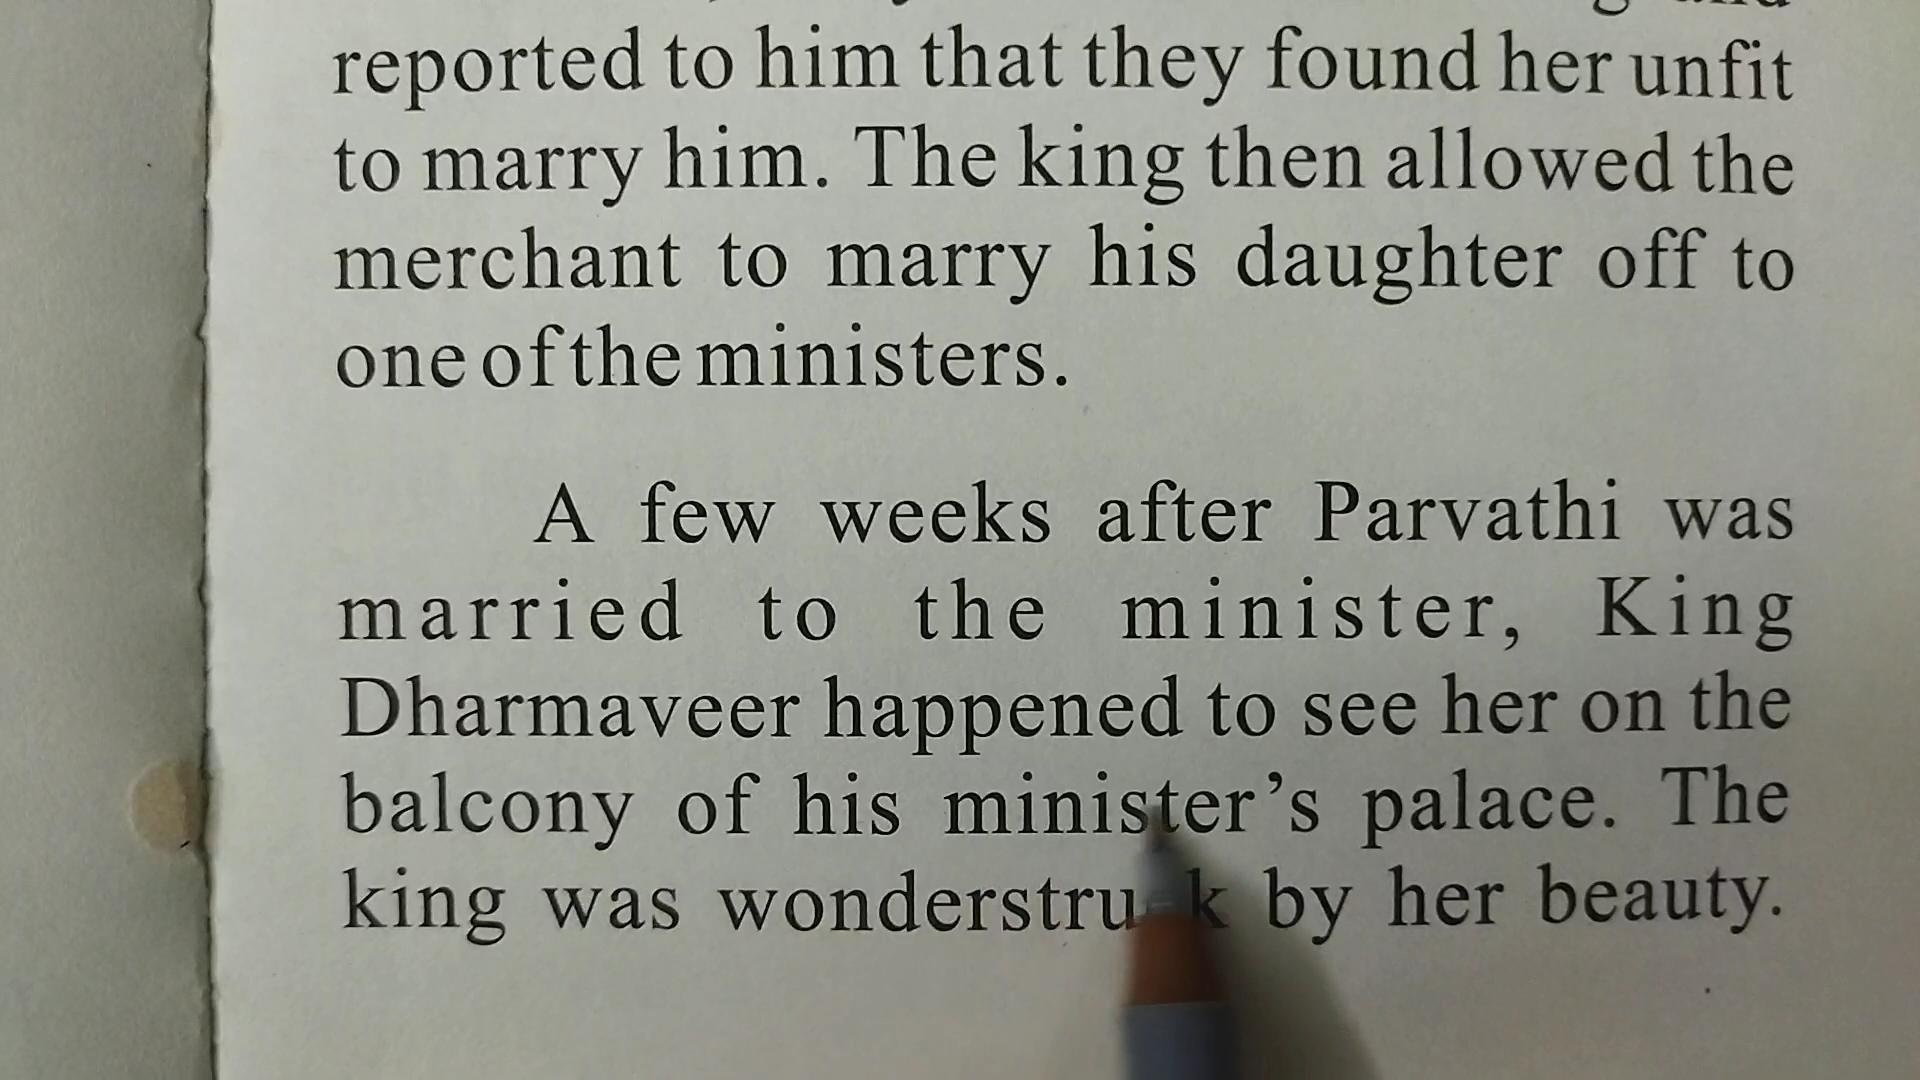 reported to him that they found her unfit
to marry him. The king then allowed the
merchant to marry his daughter off to
one of the ministers.
A few weeks after Parvathi was
married to the minister, King
Dharmaveer happened to see her on the
balcony of his minister's palace. The
king was wonderstruck by her beauty.